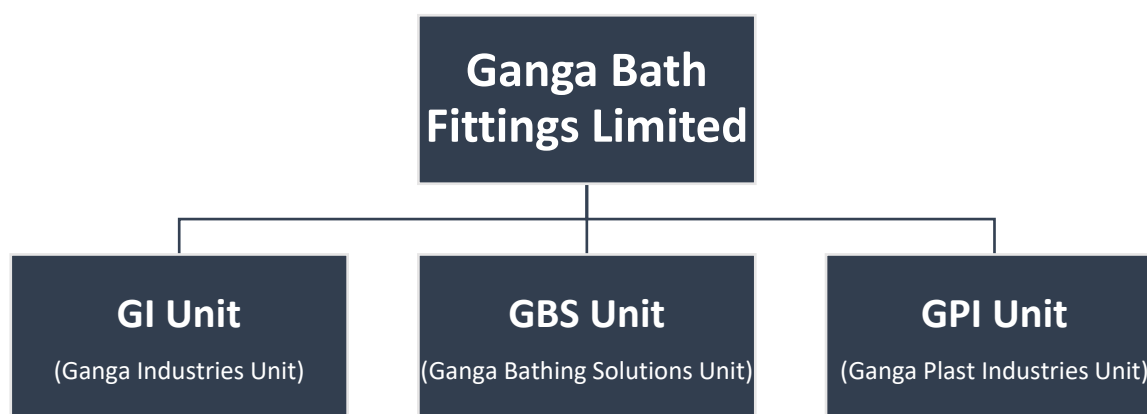 Ganga Bath
Fittings Limited
GI Unit
(Ganga Industries Unit)
GBS Unit
(Ganga Bathing Solutions Unit)
GPI Unit
(Ganga Plast Industries Unit)